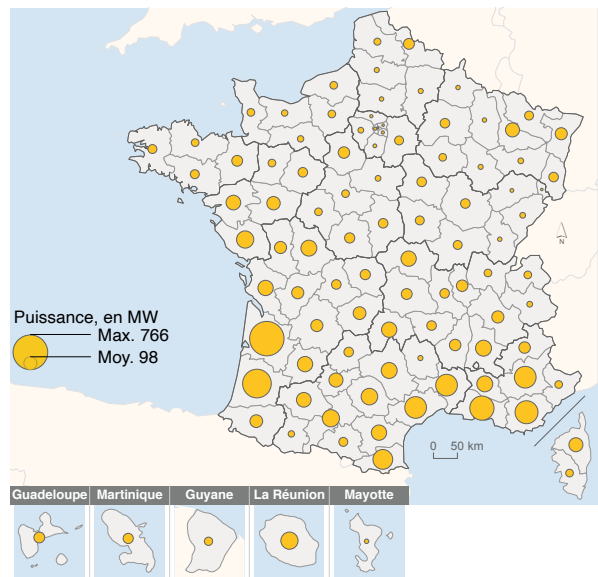 Puissance, en MW
Max. 766
Moy. 98
N
0 50 km
Guadeloupe Martinique Guyane La Réunion Mayotte